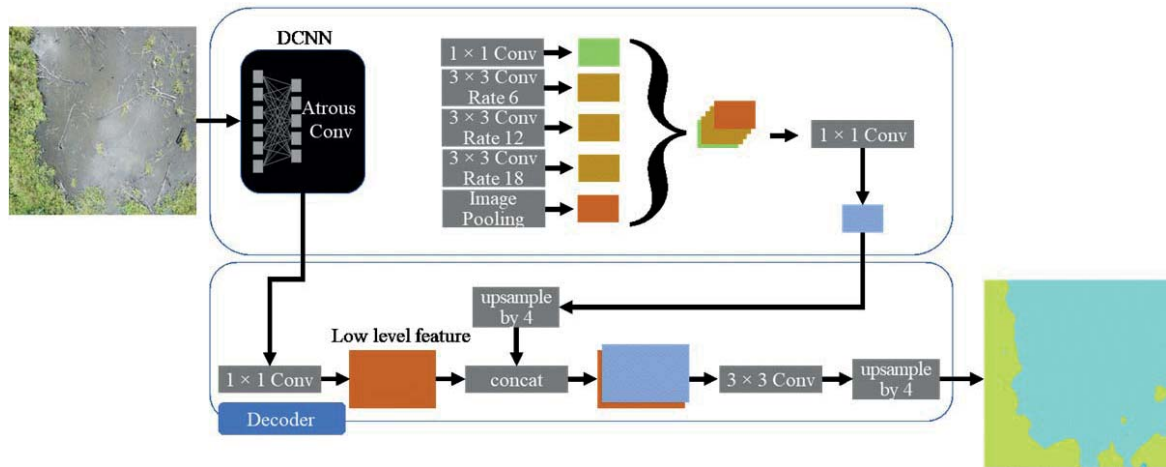 DCNN
Atrous
Conv
1 × 1 Conv
3 × 3 Conv
Rate 6
3 × 3 Conv
Rate 12
3 × 3 Conv
Rate 18
Image
Pooling
1 × 1 Conv
upsample
by 4
Low level feature
1 × 1 Conv
concat
3 × 3 Conv
upsample
by 4
Decoder